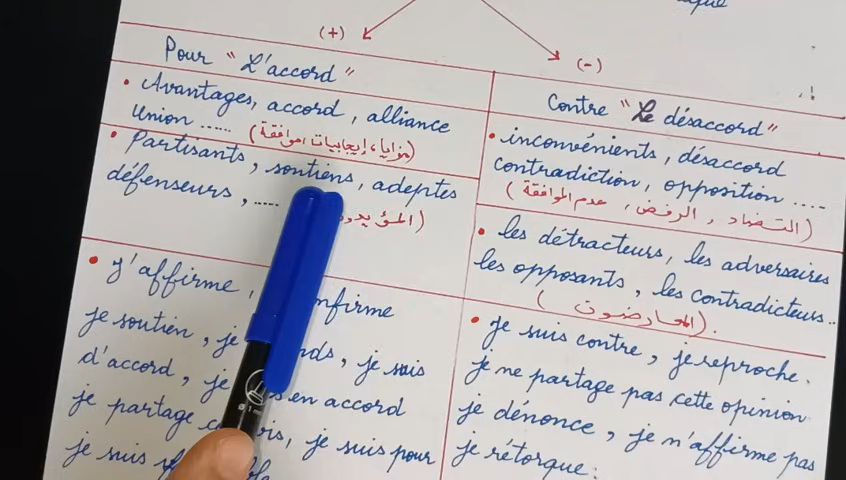 (+)
(-)
Pour "L'accord"
• Avantages, accord, alliance
Union ...... (مزايا، إيجابيات، موافقة)
• Partisants, soutiens, adeptes
défenseurs, .....
• J'affirme,
je soutien, je je suis
d'accord, je en accord
je partage je suis pour
je suis
Contre "Le désaccord"
• inconvénients, désaccord
contradiction, opposition ....
(التضاد, الرفض, عدم الموافقة)
• les détracteurs, les adversaires
les opposants, les contradicteurs..
(المعارضون).
• je suis contre, je reproche.
je ne partage pas cette opinion
je dénonce, je n'affirme pas
je rétorque: